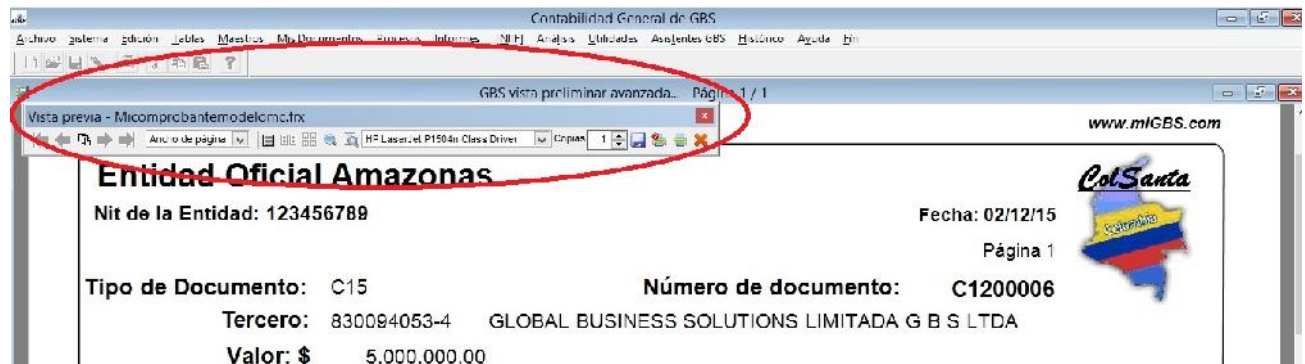 Contabilidad General de GBS
Archivo Sistema Edición Tablas Maestros Mis Documentos Procesos Informes [NIIF] Análisis Utilidades Asistentes GBS Histórico Ayuda Fin
GBS vista preliminar avanzada... Página 1 / 1
Vista previa - Micomprobantemodelomc.frx
www.miGBS.com
Ancho de página HP LaserJet P1504n Class Driver Copias 1
Entidad Oficial Amazonas
ColSanta
Nit de la Entidad: 123456789 Fecha: 02/12/15
Colombia
Página 1
Tipo de Documento: C15 Número de documento: C1200006
Tercero: 830094053-4 GLOBAL BUSINESS SOLUTIONS LIMITADA G B S LTDA
Valor: $ 5,000,000.00